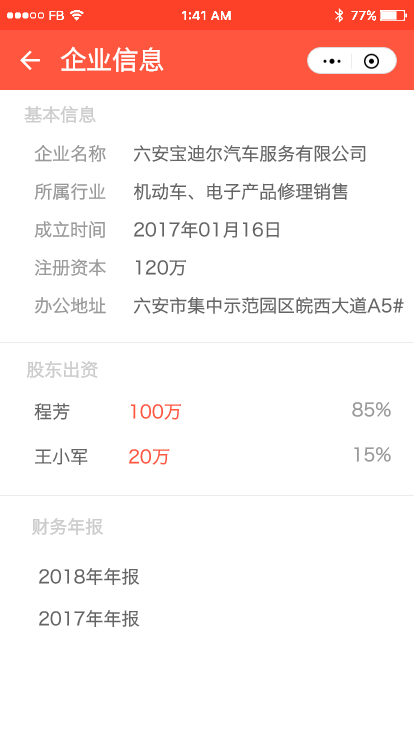 FB 1:41 AM 77%
企业信息
基本信息
企业名称 六安宝迪尔汽车服务有限公司
所属行业 机动车、电子产品修理销售
成立时间 2017年01月16日
注册资本 120万
办公地址 六安市集中示范园区皖西大道A5#
股东出资
程芳 100万 85%
王小军 20万 15%
财务年报
2018年年报
2017年年报